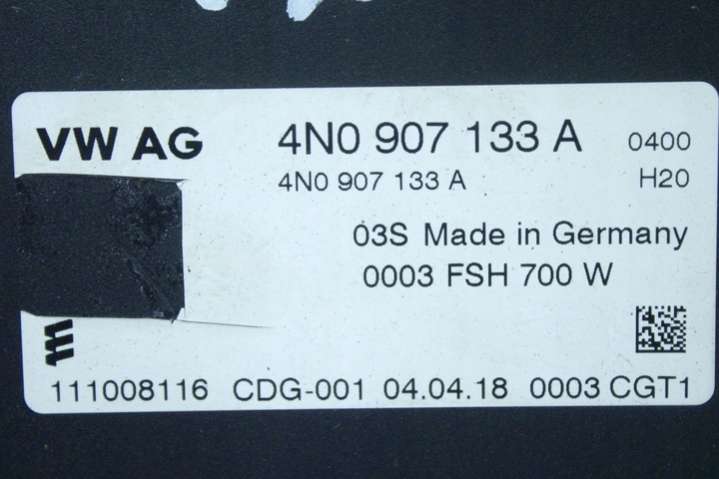 VW AG 4N0 907 133 A 0400
4N0 907 133 A H20
03S Made in Germany
0003 FSH 700 W
111008116 CDG-001 04.04.18 0003 CGT1